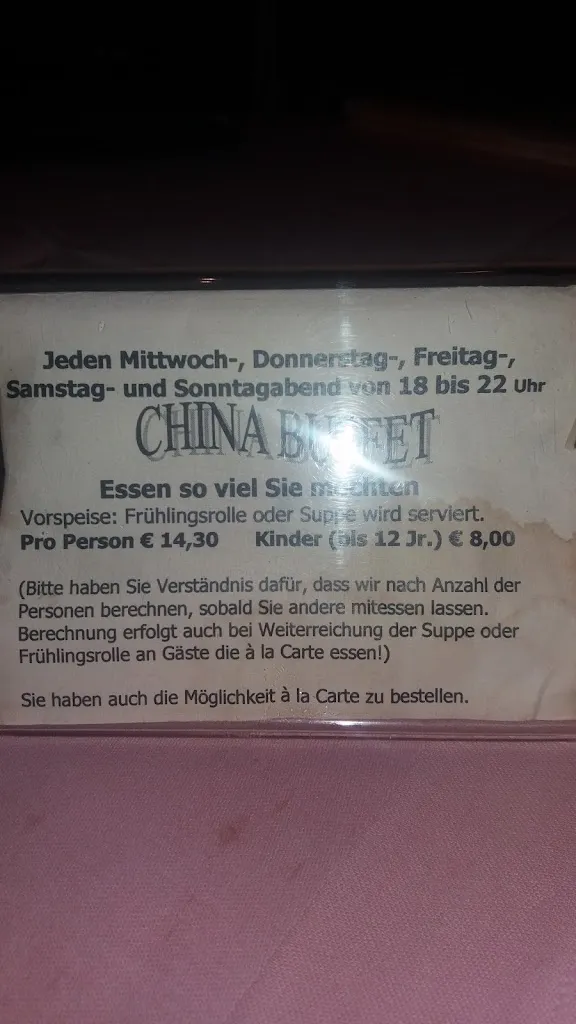 Jeden Mittwoch-, Donnerstag-, Freitag-,
Samstag- und Sonntagabend von 18 bis 22 Uhr
CHINA BUFFET
Essen so viel Sie möchten
Vorspeise: Frühlingsrolle oder Suppe wird serviert.
Pro Person € 14,30 Kinder (bis 12 Jr.) € 8,00
(Bitte haben Sie Verständnis dafür, dass wir nach Anzahl der
Personen berechnen, sobald Sie andere mitessen lassen.
Berechnung erfolgt auch bei Weiterreichung der Suppe oder
Frühlingsrolle an Gäste die à la Carte essen!)
Sie haben auch die Möglichkeit à la Carte zu bestellen.